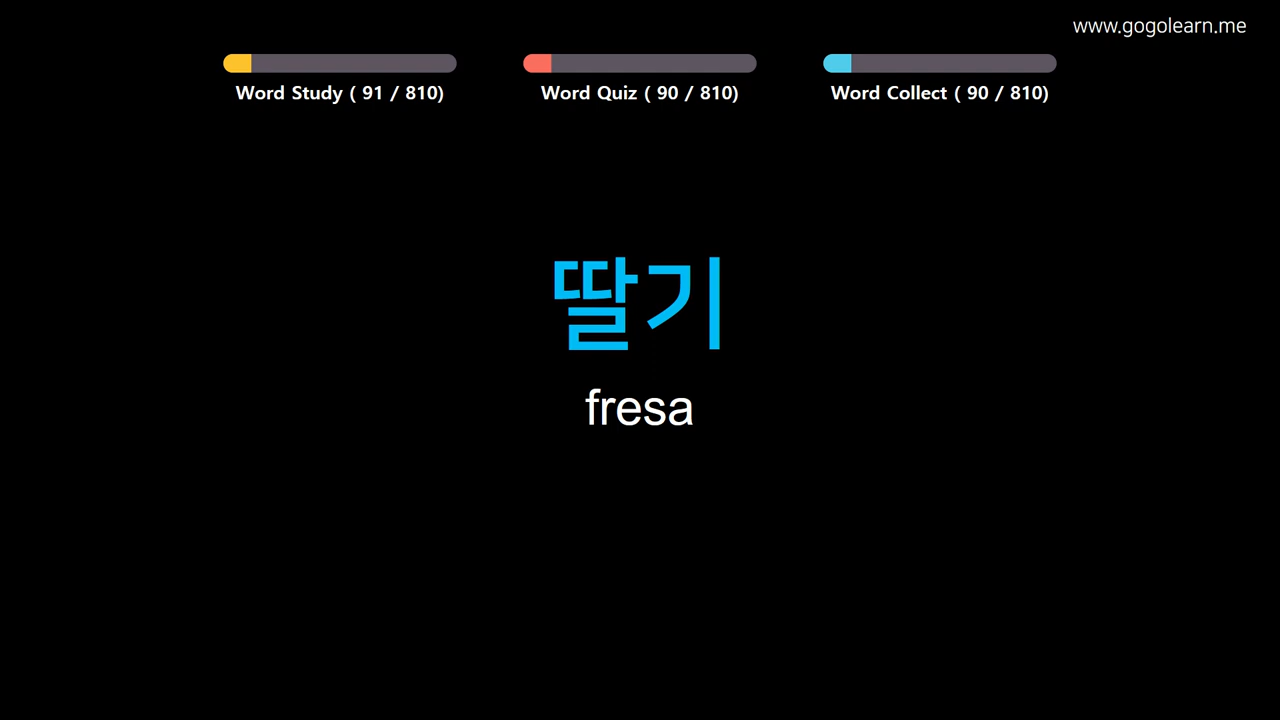 www.gogolearn.me
Word Study ( 91 / 810)
Word Quiz ( 90 / 810)
Word Collect ( 90 / 810)
딸기
fresa